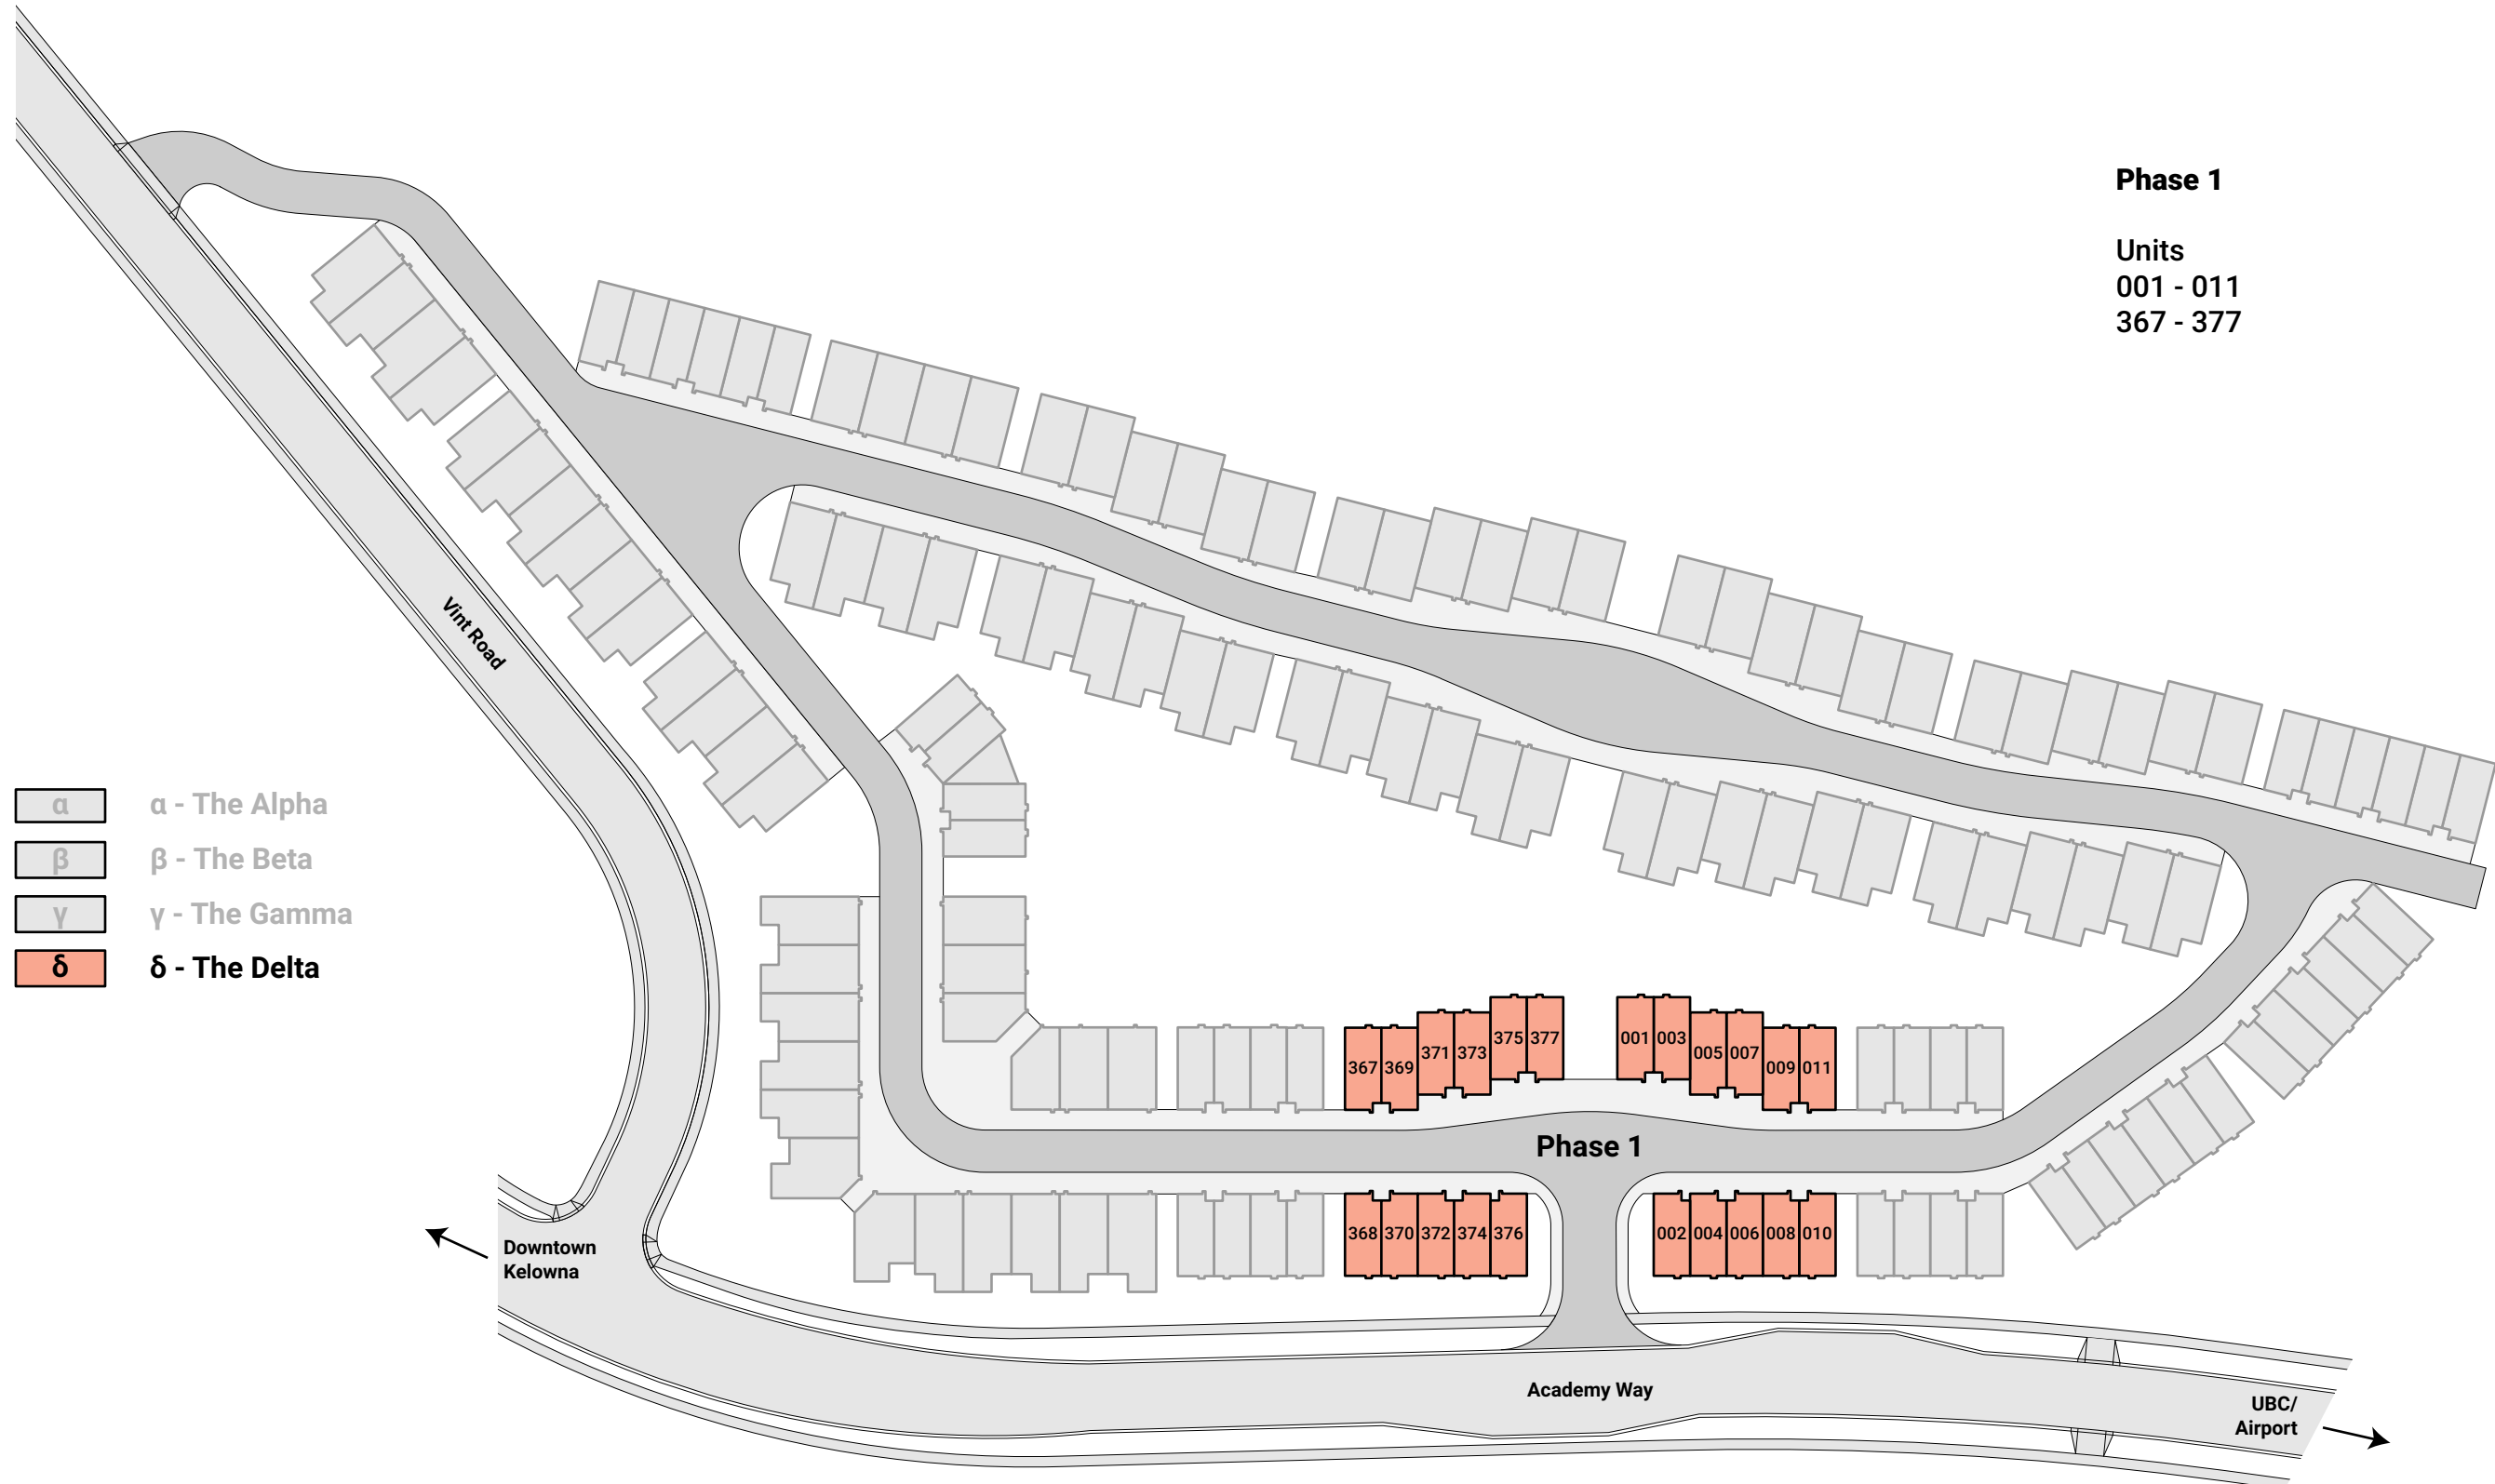 Phase 1
Units
001 - 011
367 - 377
Vint Road
α α - The Alpha
β β - The Beta
γ γ - The Gamma
δ δ - The Delta
367 369 371 373 375 377
001 003 005 007 009 011
Phase 1
368 370 372 374 376
002 004 006 008 010
Downtown
Kelowna
Academy Way
UBC/
Airport